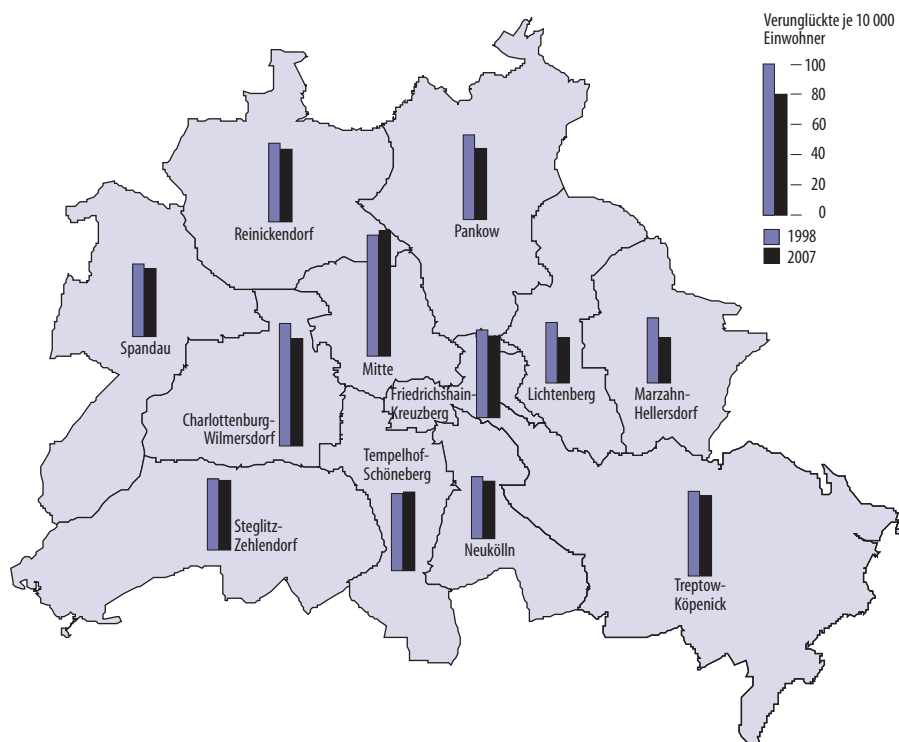 Verunglückte je 10 000
Einwohner
100
80
60
40
20
0
1998
2007
Reinickendorf
Pankow
Spandau
Mitte
Friedrichshain-
Kreuzberg
Lichtenberg
Marzahn-
Hellersdorf
Charlottenburg-
Wilmersdorf
Tempelhof-
Schöneberg
Steglitz-
Zehlendorf
Neukölln
Treptow-
Köpenick